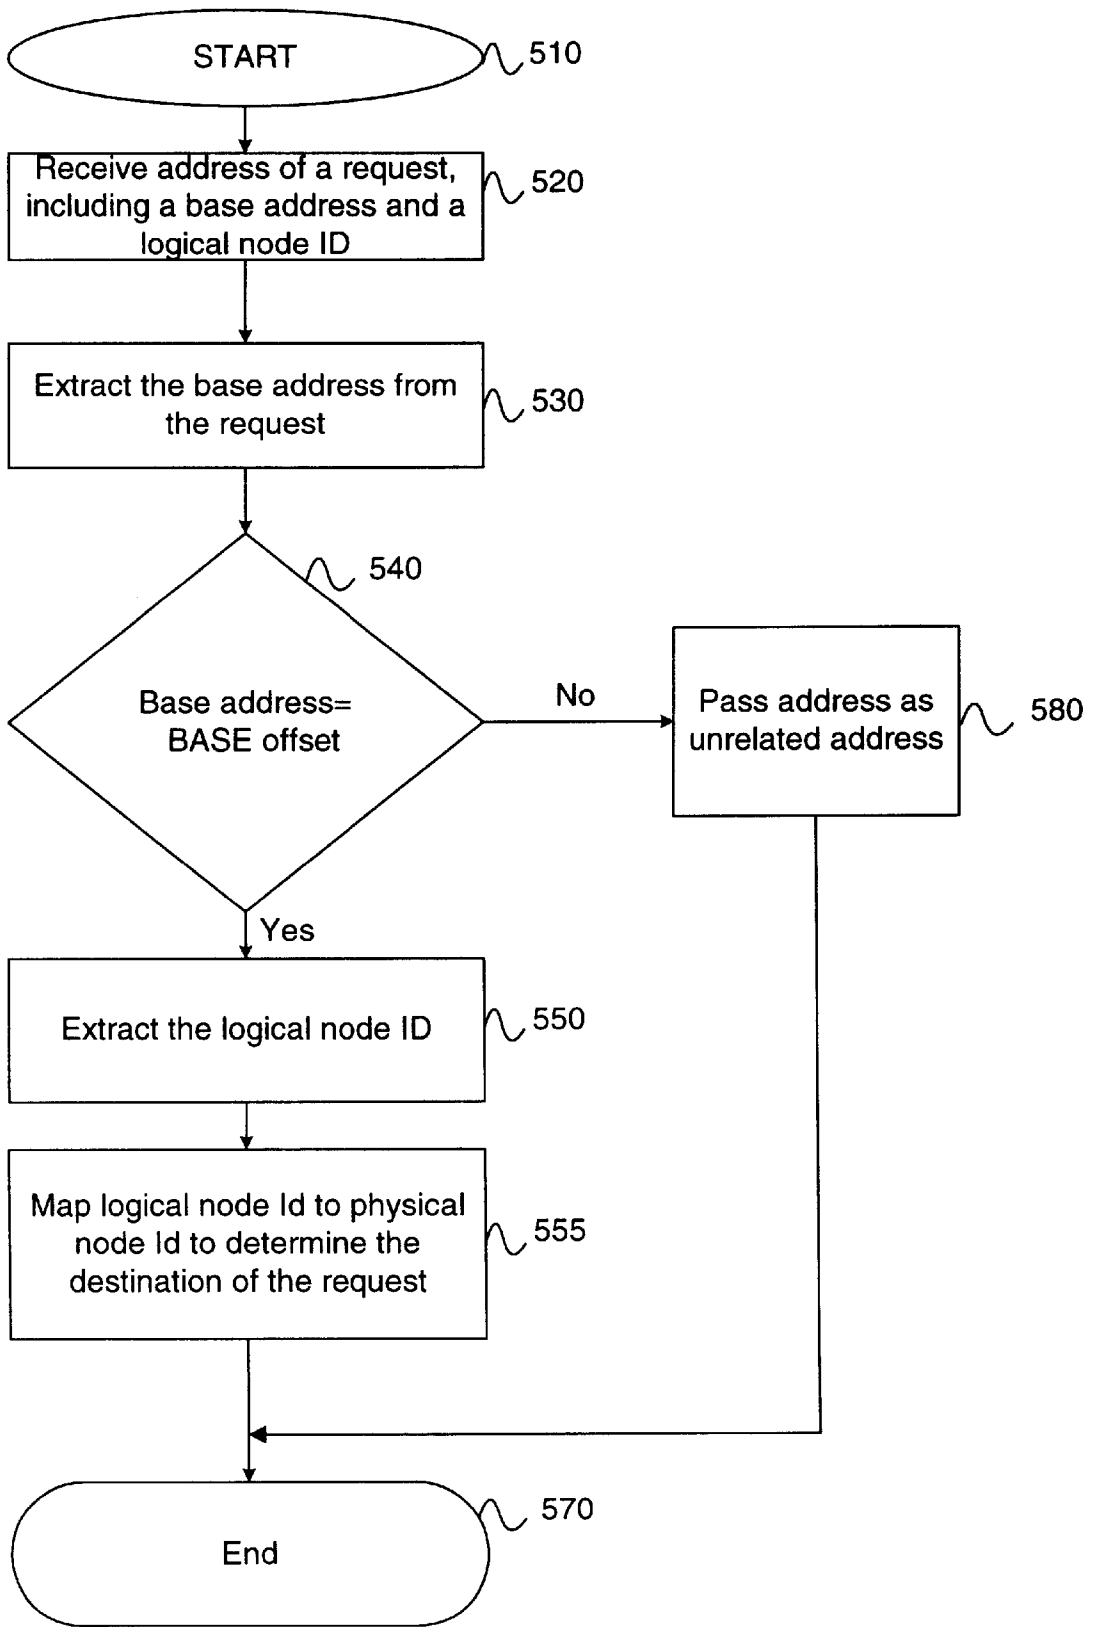 START
510
Receive address of a request,
including a base address and a
logical node ID
520
Extract the base address from
the request
530
540
Base address=
BASE offset
No
Pass address as
unrelated address
580
Yes
Extract the logical node ID
550
Map logical node Id to physical
node Id to determine the
destination of the request
555
End
570